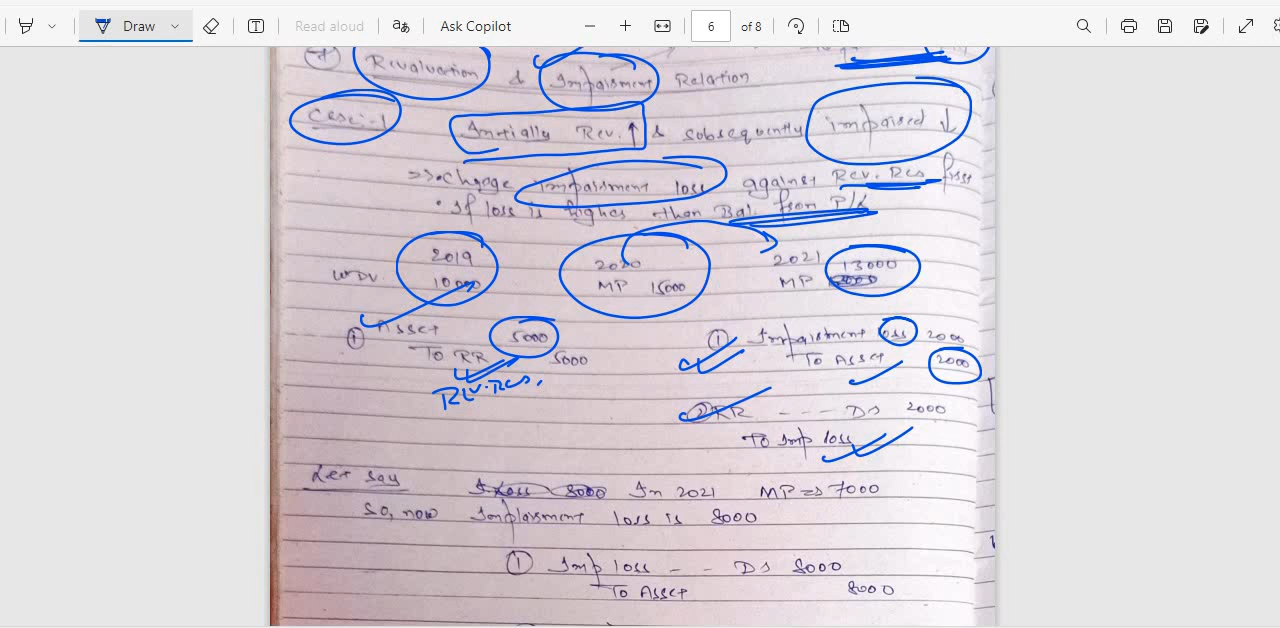 Draw
Read aloud
aあ
Ask Copilot
6 of 8
Revaluation & Impairment Relation
Case:-1 Initially Rev. ↑ & subsequently impaired ↓
=> • Charge impairment loss against Rev. Res first
• If loss is higher than Bal. from P/L
2019 2020 2021 13000
WDV 10000 MP 15000 MP
① Asset 5000 ① Impairment loss 2000
To RR 5000 To Asset 2000
Rev. Res.
② RR - - - Dr 2000
To Imp loss
Let say In 2021 MP => 7000
So, now Impairment loss is 8000
① Imp loss - - Dr 8000
To Asset 8000